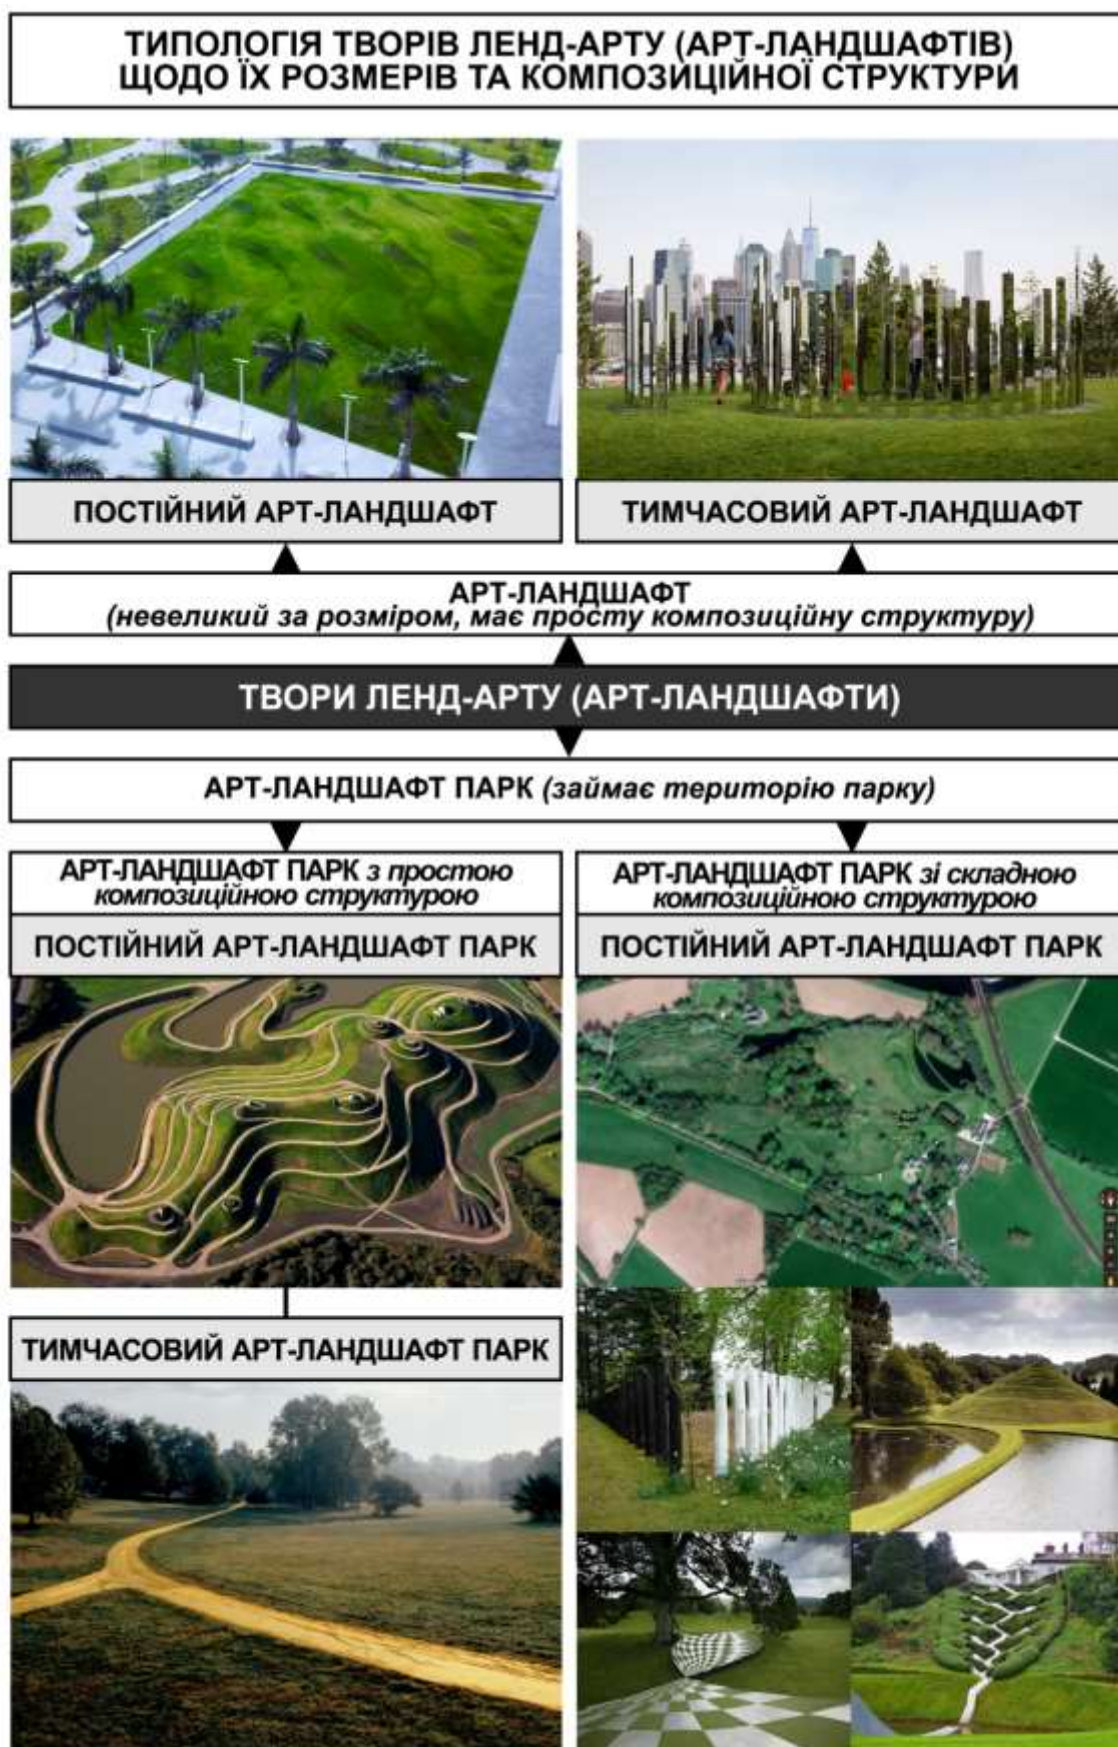 ТИПОЛОГІЯ ТВОРІВ ЛЕНД-АРТУ (АРТ-ЛАНДШАФТІВ)
ЩОДО ЇХ РОЗМЕРІВ ТА КОМПОЗИЦІЙНОЇ СТРУКТУРИ
ПОСТІЙНИЙ АРТ-ЛАНДШАФТ
ТИМЧАСОВИЙ АРТ-ЛАНДШАФТ
АРТ-ЛАНДШАФТ
(невеликий за розміром, має просту композиційну структуру)
ТВОРИ ЛЕНД-АРТУ (АРТ-ЛАНДШАФТИ)
АРТ-ЛАНДШАФТ ПАРК (займає територію парку)
АРТ-ЛАНДШАФТ ПАРК з простою
композиційною структурою
ПОСТІЙНИЙ АРТ-ЛАНДШАФТ ПАРК
АРТ-ЛАНДШАФТ ПАРК зі складною
композиційною структурою
ПОСТІЙНИЙ АРТ-ЛАНДШАФТ ПАРК
ТИМЧАСОВИЙ АРТ-ЛАНДШАФТ ПАРК